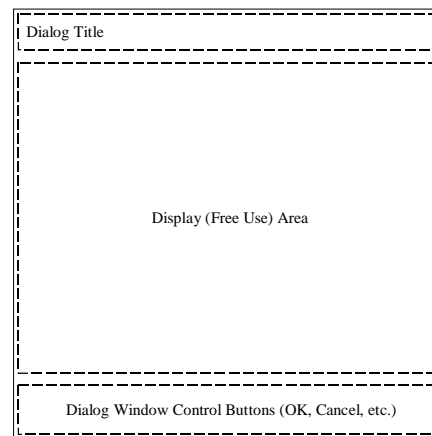 Dialog Title
Display (Free Use) Area
Dialog Window Control Buttons (OK, Cancel, etc.)